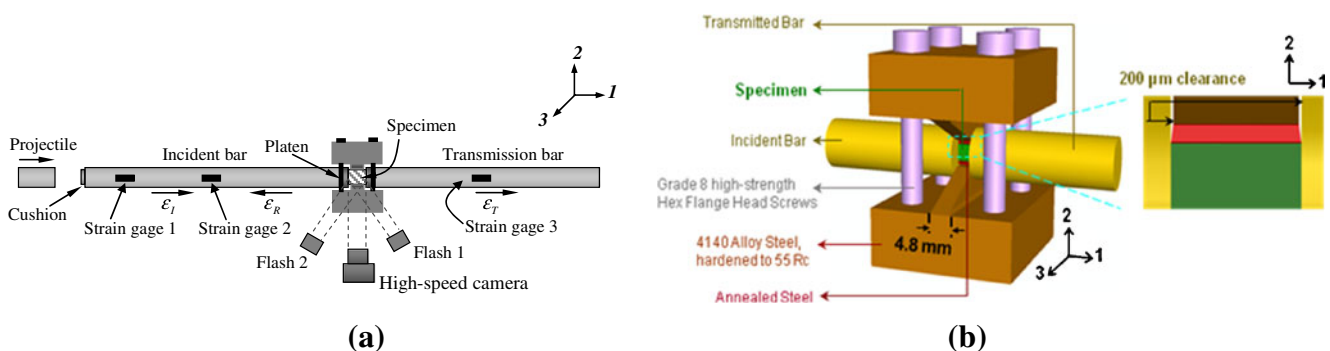 2
1
3
Projectile
Cushion
Incident bar
Strain gage 1
Strain gage 2
ε_I
ε_R
Platen
Specimen
Transmission bar
Strain gage 3
ε_T
Flash 2
Flash 1
High-speed camera
(a)
Transmitted Bar
Specimen
Incident Bar
Grade 8 high-strength
Hex Flange Head Screws
4140 Alloy Steel,
hardened to 55 Rc
Annealed Steel
4.8 mm
2
1
3
200 µm clearance
2
1
(b)